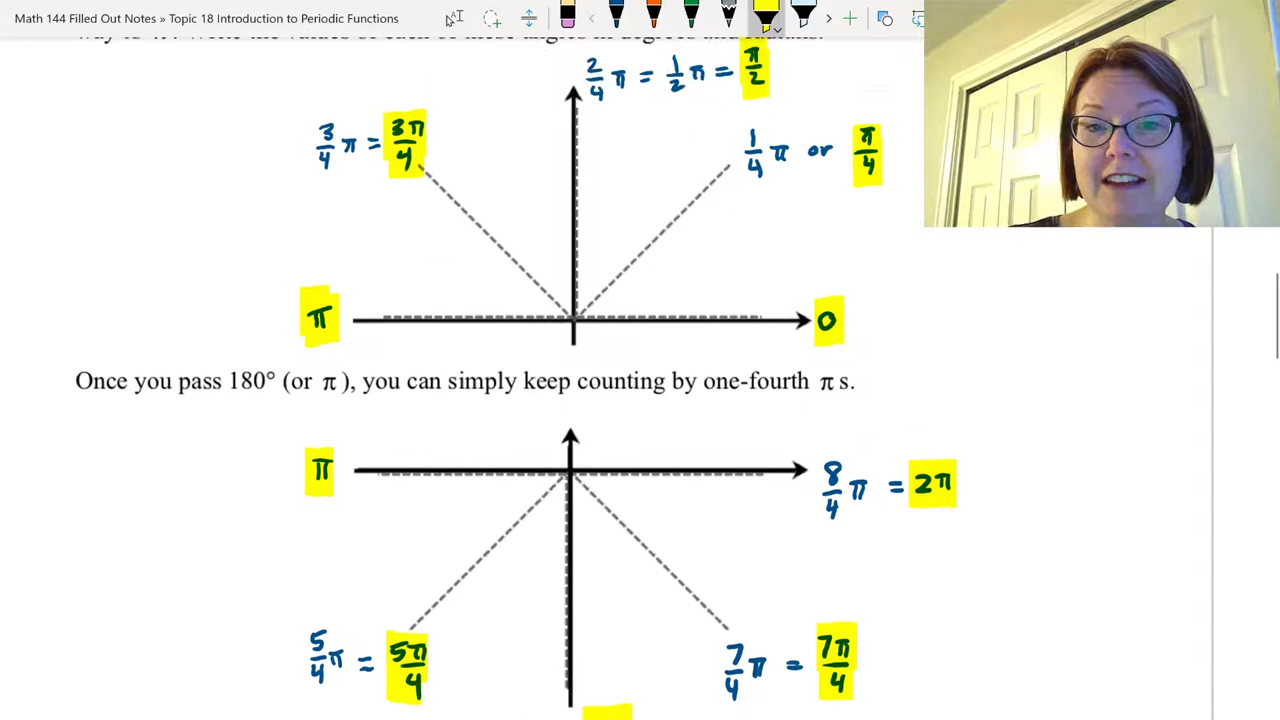 Math 144 Filled Out Notes » Topic 18 Introduction to Periodic Functions
2/4 π = 1/2 π = π/2
3/4 π = 3π/4
1/4 π or π/4
π
0
Once you pass 180° (or π), you can simply keep counting by one-fourth π s.
π
8/4 π = 2π
5/4 π = 5π/4
7/4 π = 7π/4